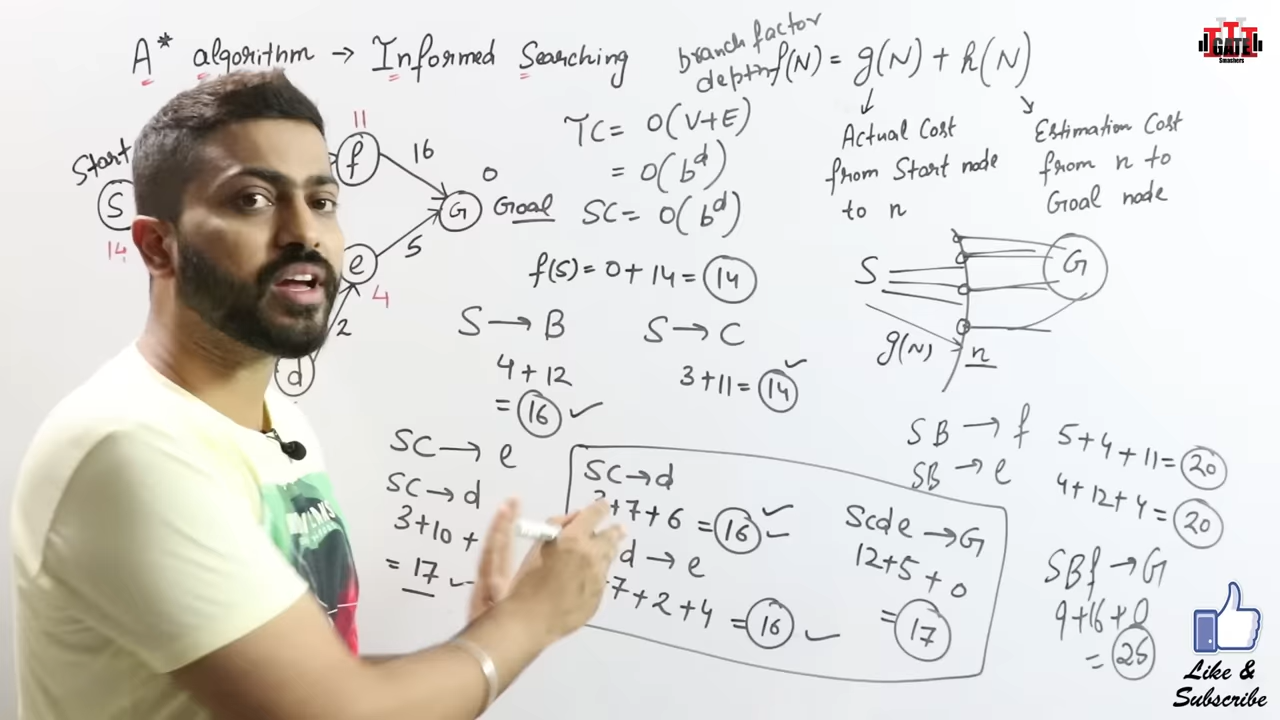 A* algorithm → Informed Searching
branch factor
depth
f(N) = g(N) + h(N)
Actual Cost
from Start node
to n
Estimation Cost
from n to
Goal node
TC = O(V+E)
= O(b^d)
SC = O(b^d)
Start
S
14
11
f
16
0
G Goal
5
e
4
2
d
f(S) = 0 + 14 = 14
S → B
4 + 12
= 16 ✓
S → C
3 + 11 = 14 ✓
S
G
g(N)
n
SC → e
SC → d
3 + 10 +
= 17 ✓
SC → d
+ 7 + 6 = 16 ✓
d → e
+ 7 + 2 + 4 = 16 ✓
Scde → G
12 + 5 + 0
= 17
SB → f 5 + 4 + 11 = 20
SB → e 4 + 12 + 4 = 20
SBf → G
9 + 16 + 0
= 25
GATE
Smashers
Like &
Subscribe